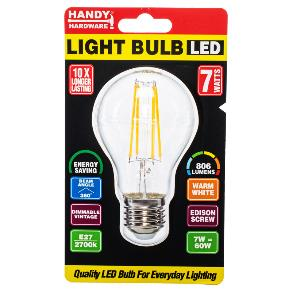 HANDY
HARDWARE
LIGHT BULB LED
10X
LONGER
LASTING
7
WATTS
ENERGY
SAVING
806
LUMENS
BEAM
ANGLE
360°
WARM
WHITE
DIMMABLE
VINTAGE
EDISON
SCREW
E27
2700k
7W = 60W
Quality LED Bulb For Everyday Lighting